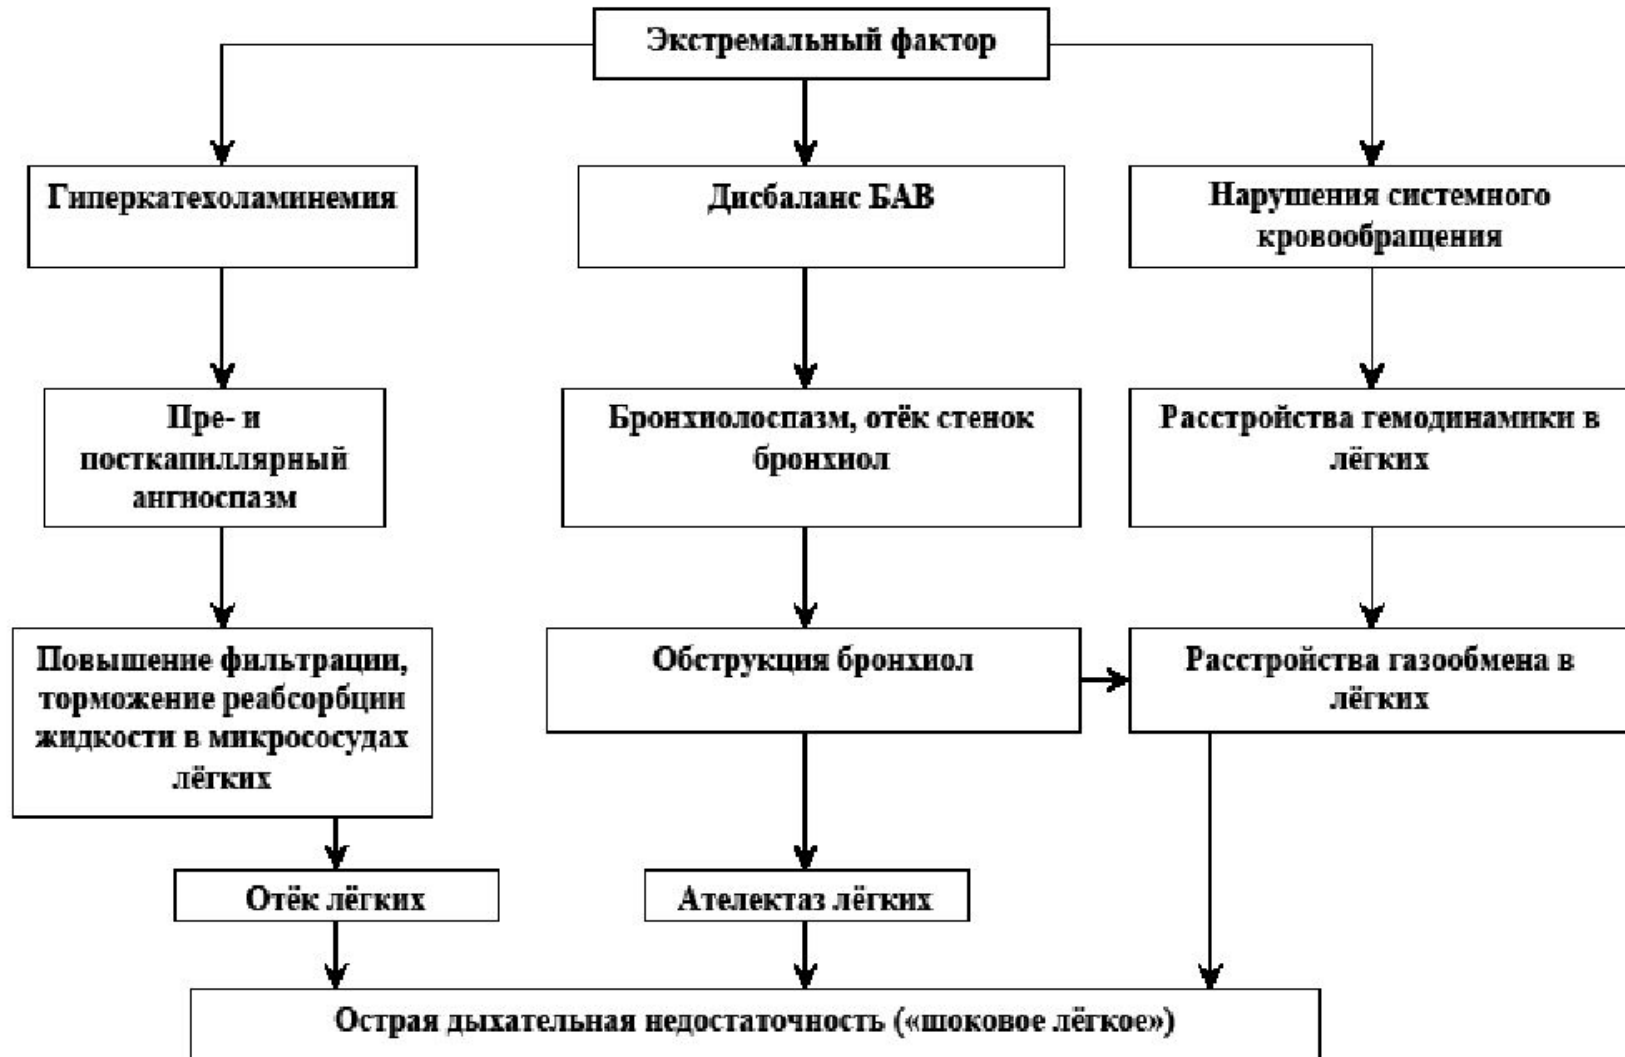 Экстремальный фактор
Гиперкатехоламинемия
Дисбаланс БАВ
Нарушения системного
кровообращения
Пре- и
посткапиллярный
ангиоспазм
Бронхиолоспазм, отёк стенок
бронхиол
Расстройства гемодинамики в
лёгких
Повышение фильтрации,
торможение реабсорбции
жидкости в микрососудах
лёгких
Обструкция бронхиол
Расстройства газообмена в
лёгких
Отёк лёгких
Ателектаз лёгких
Острая дыхательная недостаточность («шоковое лёгкое»)